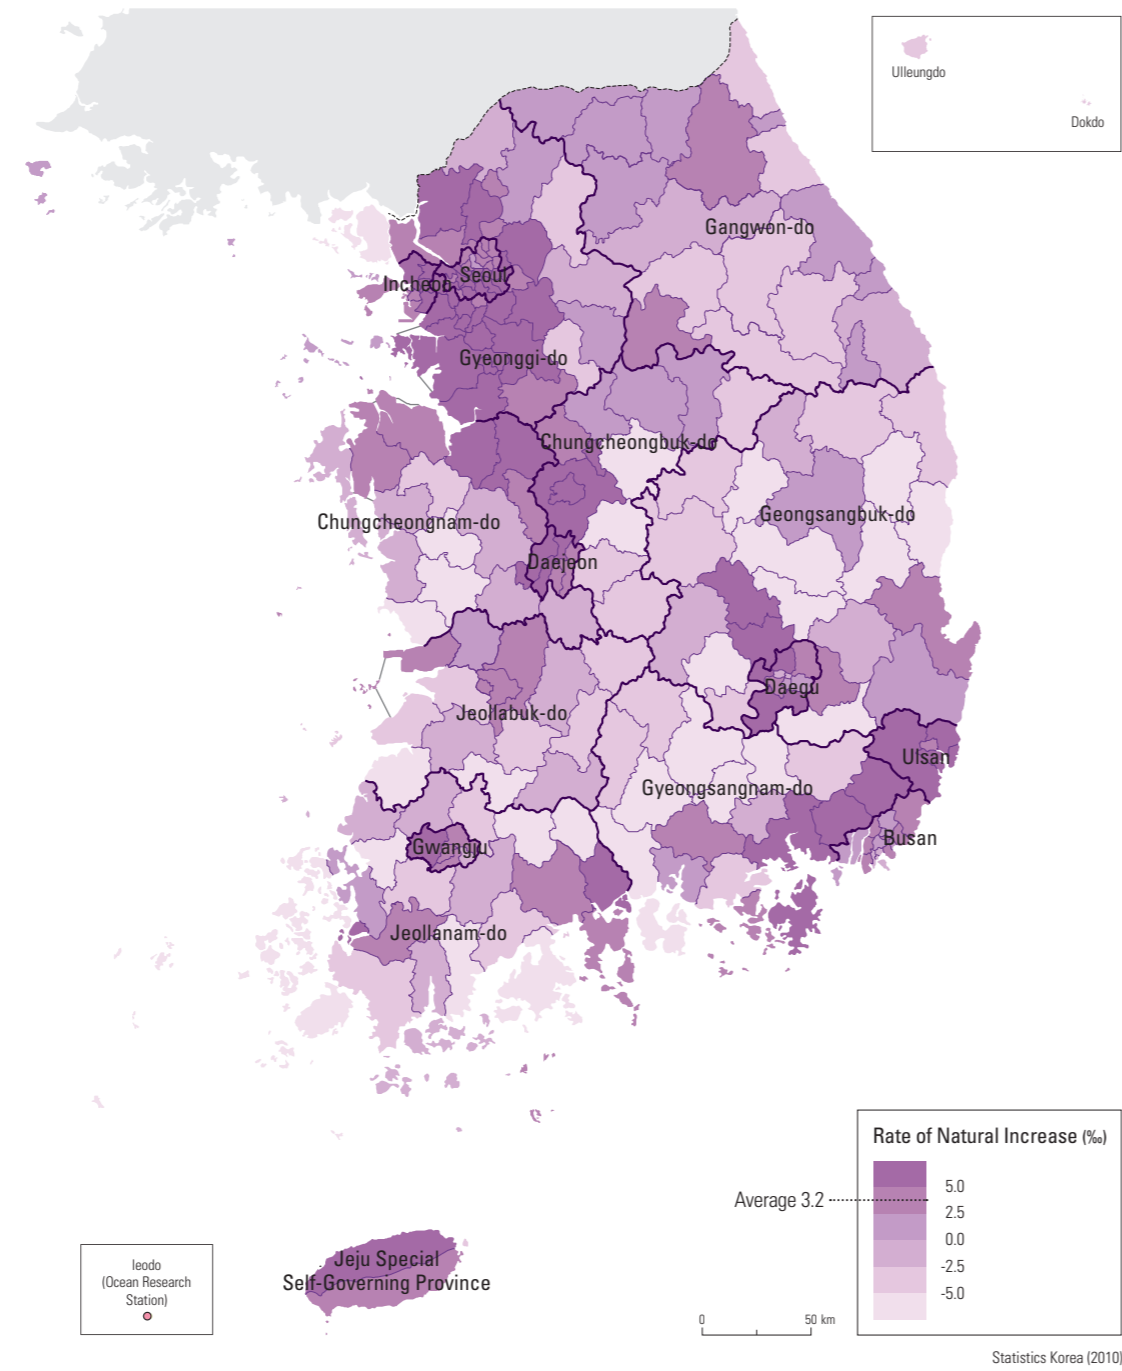 Ulleungdo
Dokdo
Gangwon-do
Seoul
Incheon
Gyeonggi-do
Chungcheongbuk-do
Geongsangbuk-do
Chungcheongnam-do
Daejeon
Daegu
Jeollabuk-do
Ulsan
Gyeongsangnam-do
Busan
Gwangju
Jeollanam-do
Rate of Natural Increase (‰)
5.0
Average 3.2
2.5
0.0
-2.5
-5.0
Ieodo
(Ocean Research
Station)
Jeju Special
Self-Governing Province
0 50 km
Statistics Korea (2010)